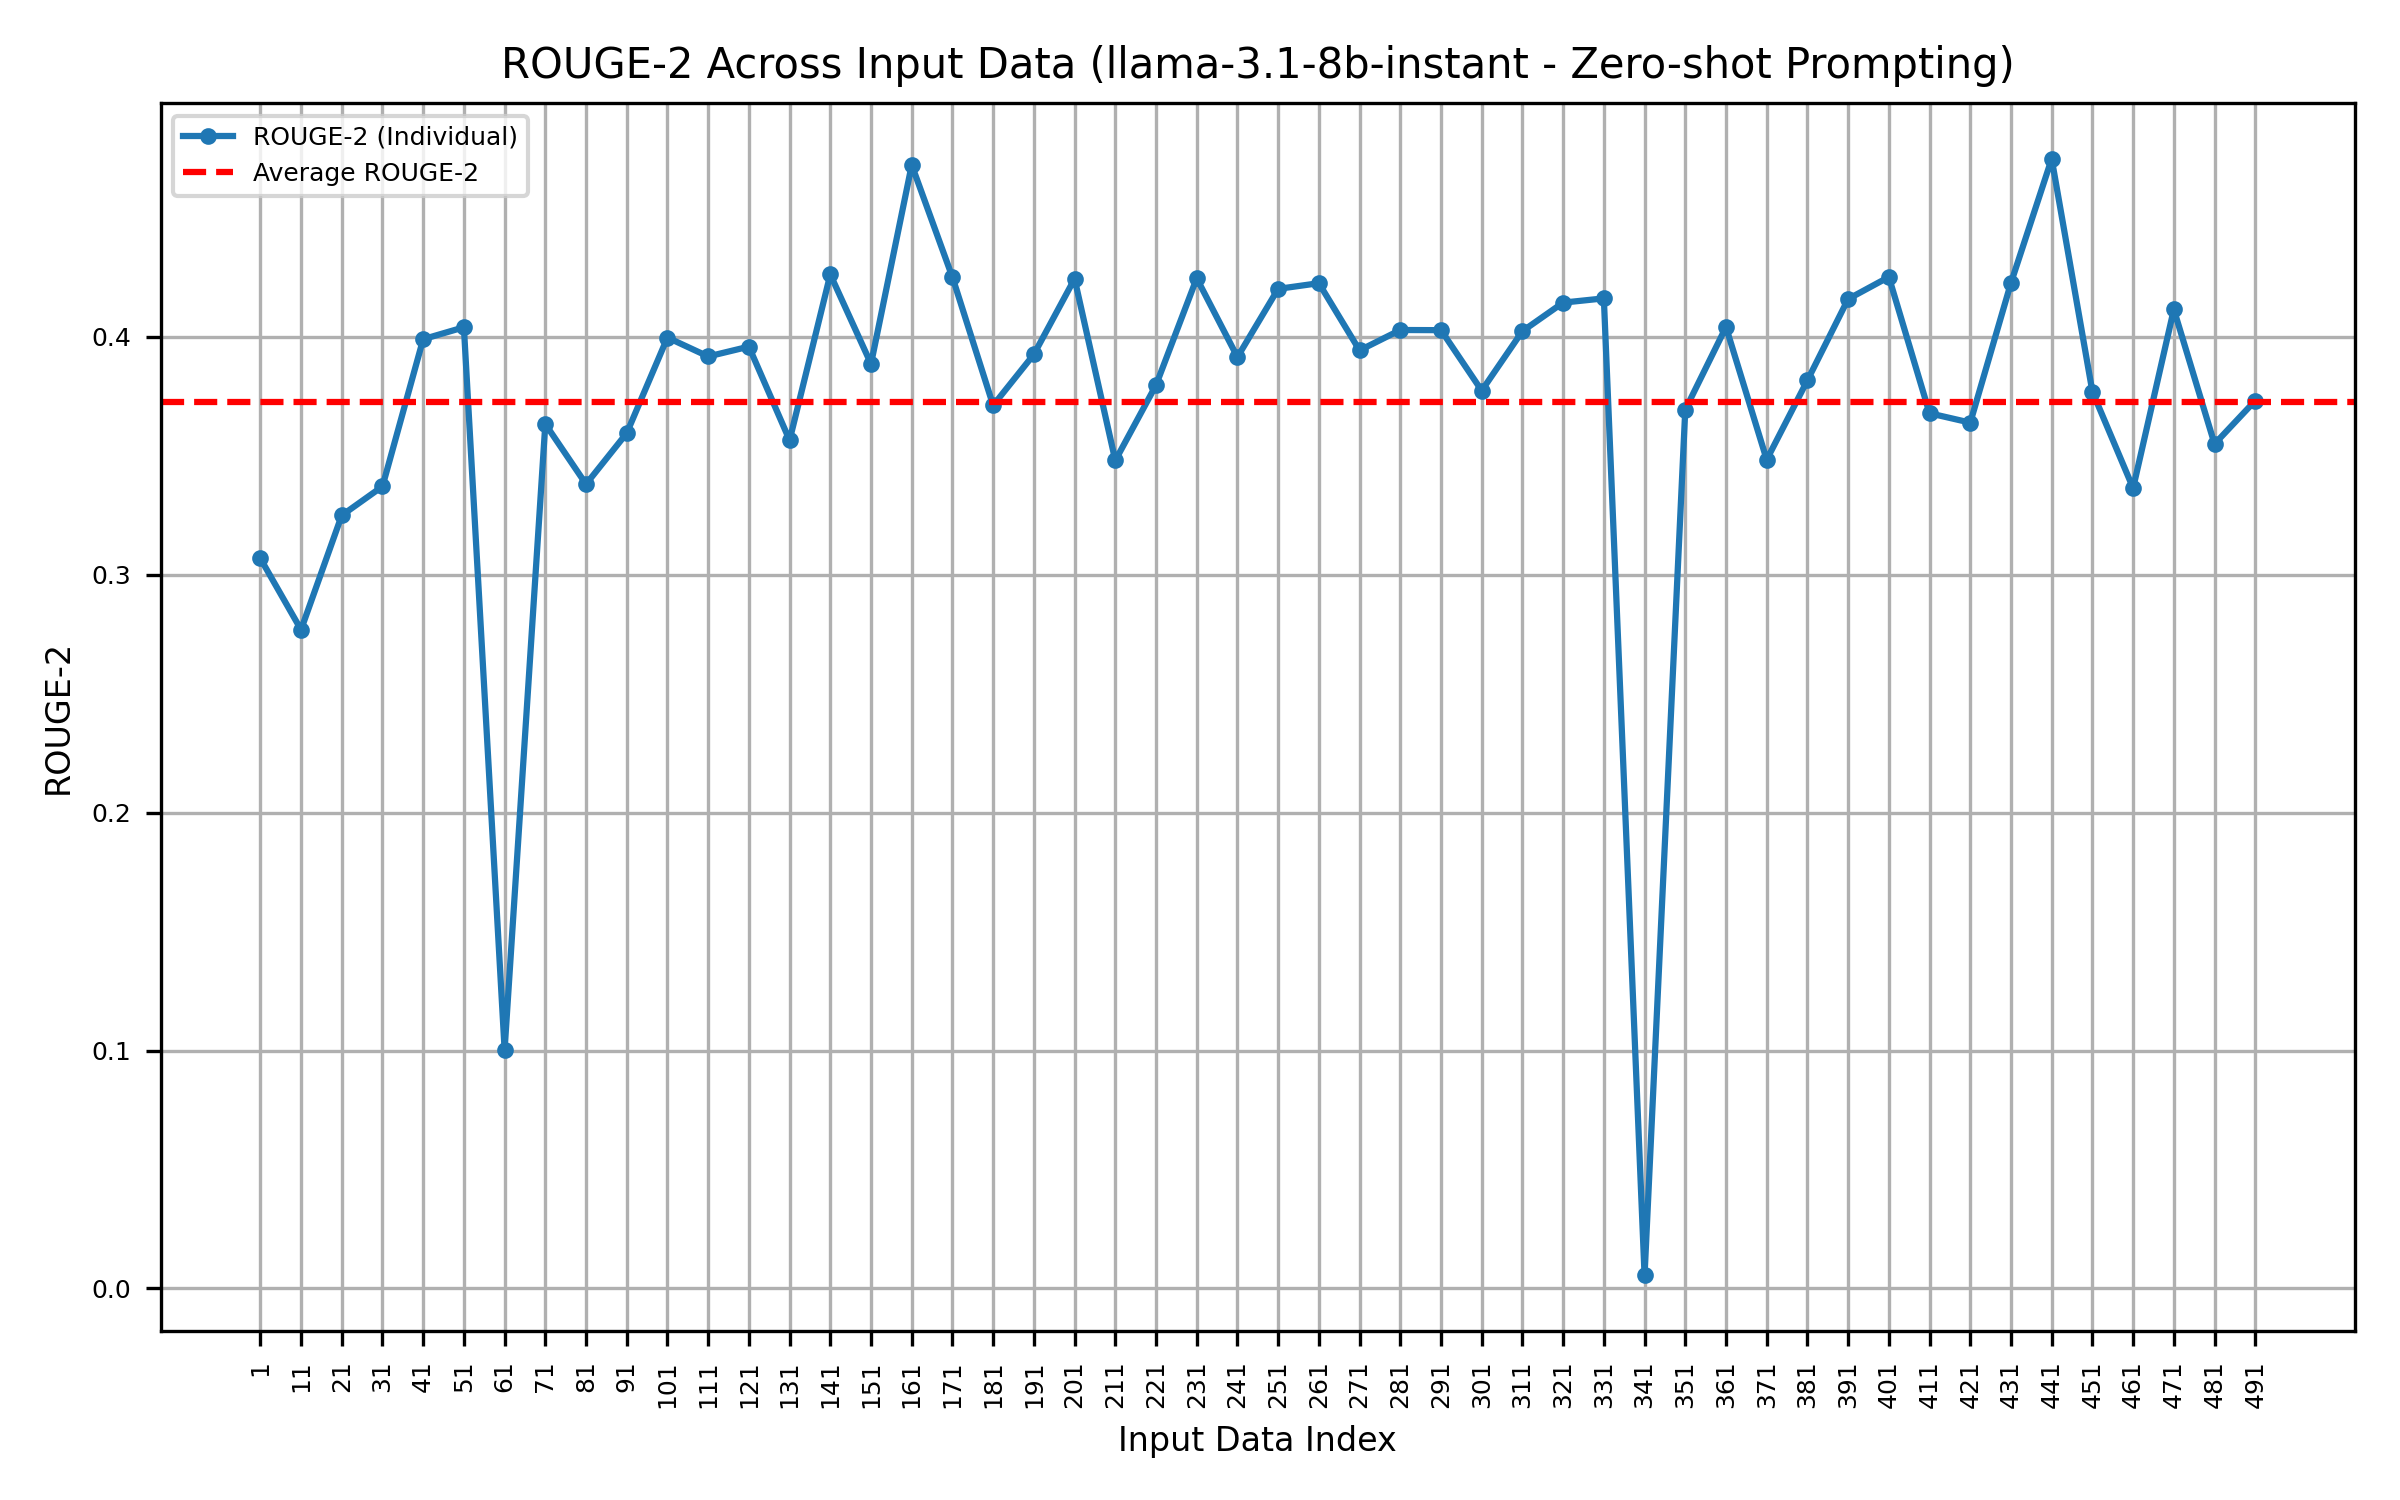 ROUGE-2 Across Input Data (llama-3.1-8b-instant - Zero-shot Prompting)
ROUGE-2 (Individual)
Average ROUGE-2
ROUGE-2
0.4
0.3
0.2
0.1
0.0
1 11 21 31 41 51 61 71 81 91 101 111 121 131 141 151 161 171 181 191 201 211 221 231 241 251 261 271 281 291 301 311 321 331 341 351 361 371 381 391 401 411 421 431 441 451 461 471 481 491
Input Data Index